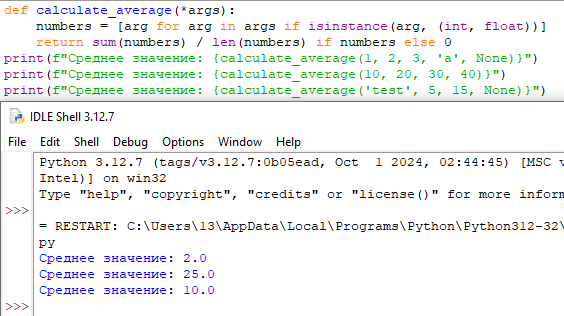 def calculate_average(*args):
    numbers = [arg for arg in args if isinstance(arg, (int, float))]
    return sum(numbers) / len(numbers) if numbers else 0
print(f"Среднее значение: {calculate_average(1, 2, 3, 'a', None)}")
print(f"Среднее значение: {calculate_average(10, 20, 30, 40)}")
print(f"Среднее значение: {calculate_average('test', 5, 15, None)}")
IDLE Shell 3.12.7
File Edit Shell Debug Options Window Help
Python 3.12.7 (tags/v3.12.7:0b05ead, Oct  1 2024, 02:44:45) [MSC v
Intel)] on win32
Type "help", "copyright", "credits" or "license()" for more infor
>>>
= RESTART: C:\Users\13\AppData\Local\Programs\Python\Python312-32\
py
Среднее значение: 2.0
Среднее значение: 25.0
Среднее значение: 10.0
>>>